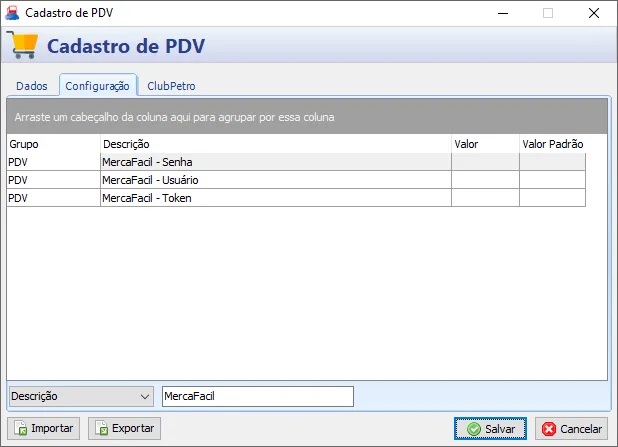 Cadastro de PDV
Cadastro de PDV
Dados Configuração ClubPetro
Arraste um cabeçalho da coluna aqui para agrupar por essa coluna
Grupo Descrição Valor Valor Padrão
PDV MercaFacil - Senha
PDV MercaFacil - Usuário
PDV MercaFacil - Token
Descrição MercaFacil
Importar Exportar Salvar Cancelar